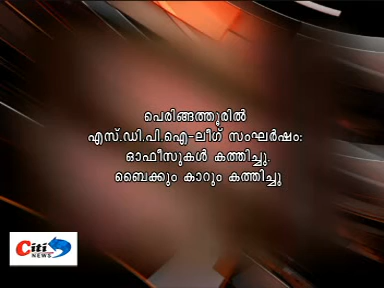 പെരിങ്ങത്തൂരിൽ
എസ്.ഡി.പി.ഐ-ലീഗ് സംഘർഷം:
ഓഫീസുകൾ കത്തിച്ചു.
ബൈക്കും കാറും കത്തിച്ചു
Citi
NEWS